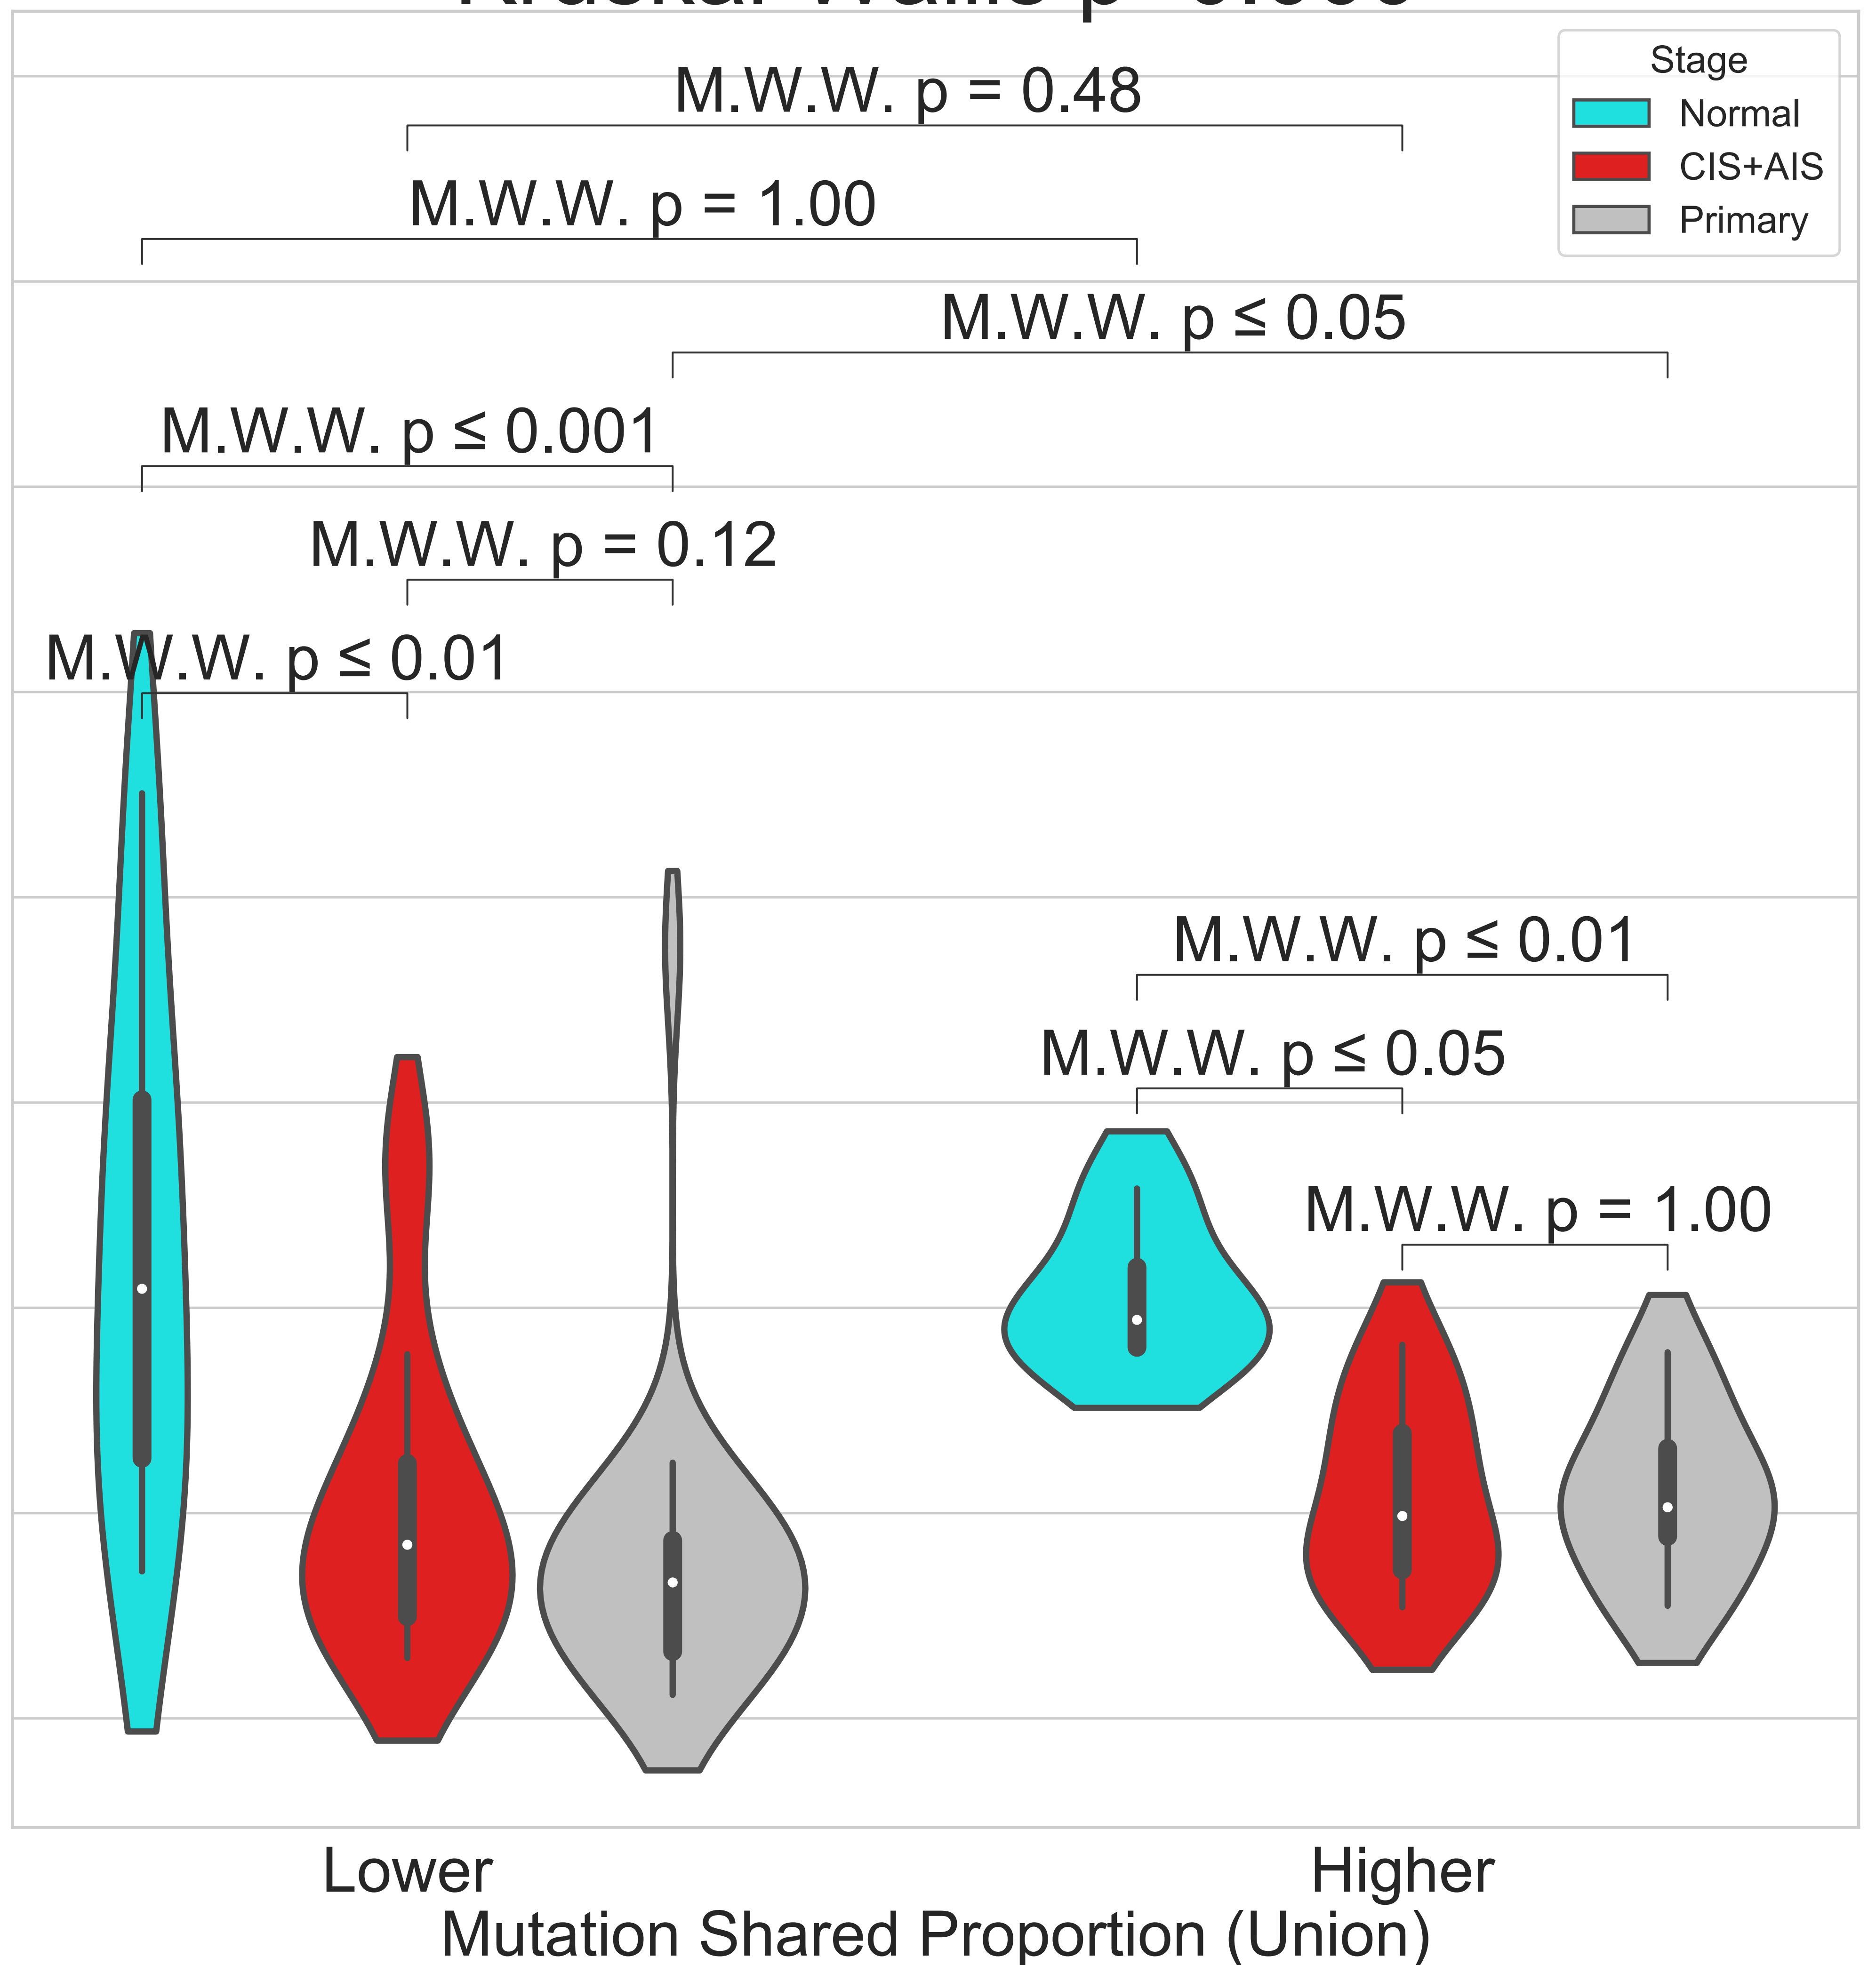 Stage
Normal
CIS+AIS
Primary
M.W.W. p = 0.48
M.W.W. p = 1.00
M.W.W. p ≤ 0.05
M.W.W. p ≤ 0.001
M.W.W. p = 0.12
M.W.W. p ≤ 0.01
M.W.W. p ≤ 0.01
M.W.W. p ≤ 0.05
M.W.W. p = 1.00
Lower
Higher
Mutation Shared Proportion (Union)